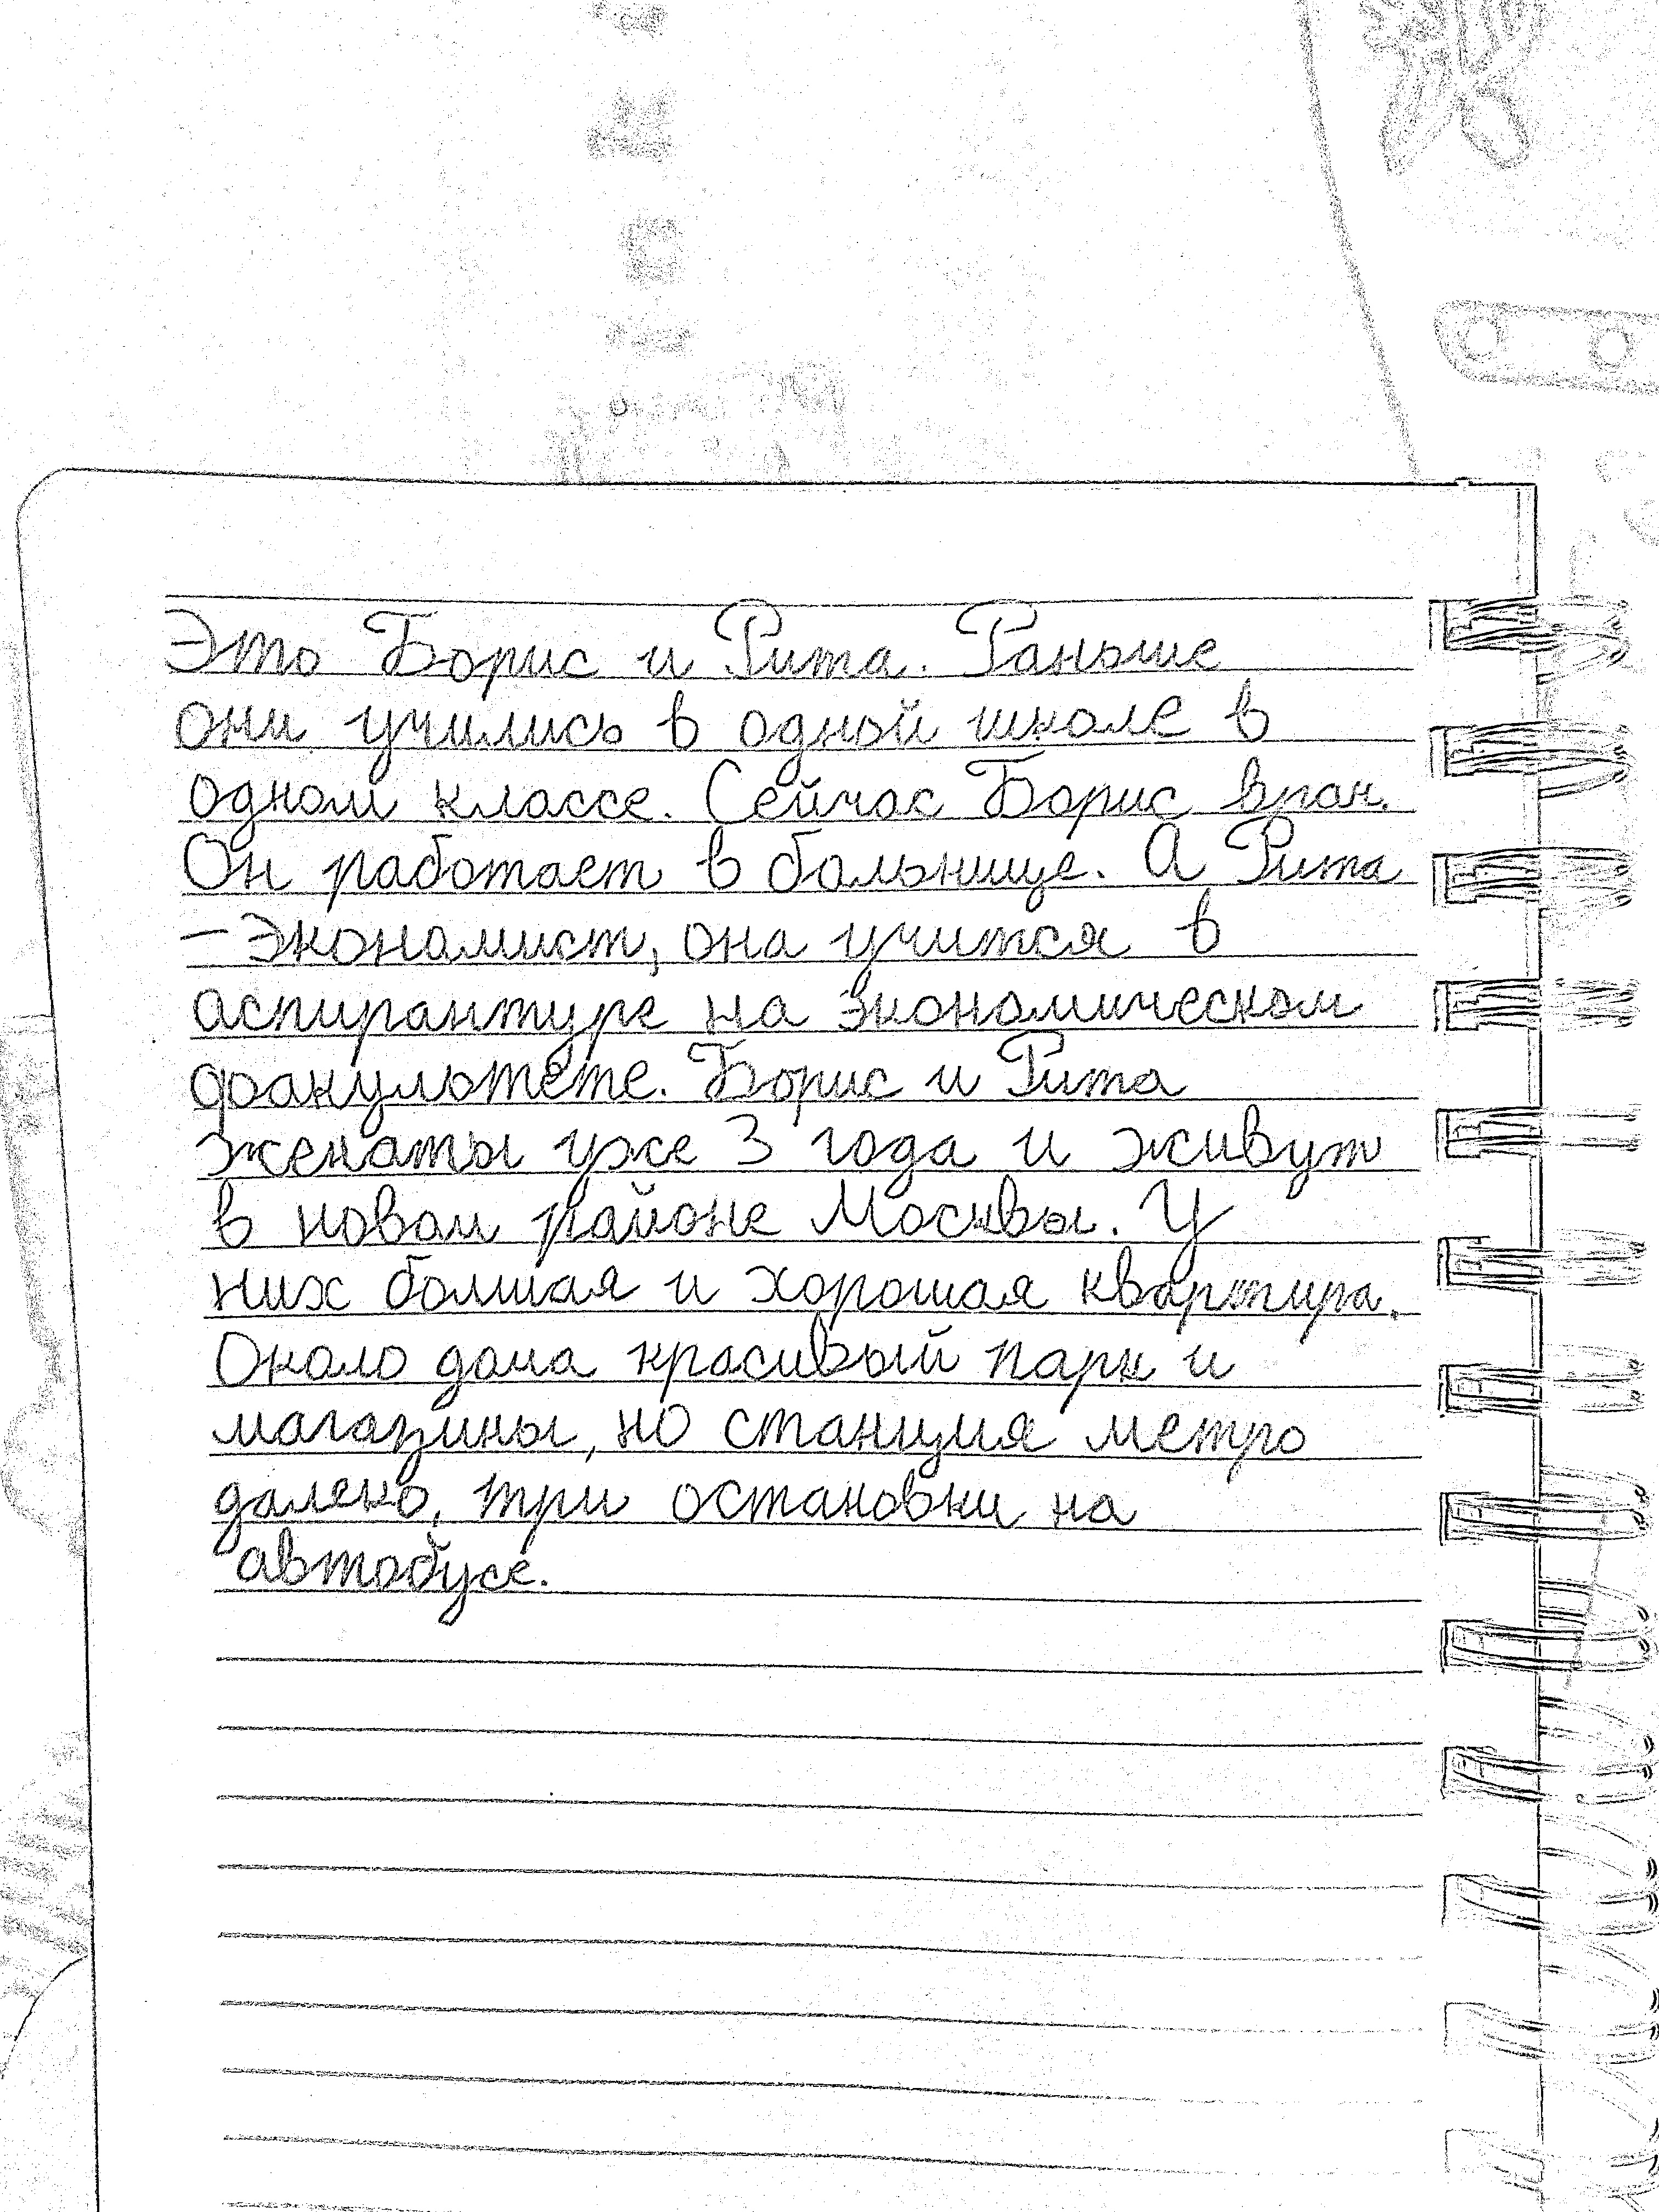 Это Борис и Рита. Раньше
они учились в одной школе в
одном классе. Сейчас Борис врач.
Он работает в больнице. А Рита
– Экономист, она учится в
аспирантуре на экономическом
факультете. Борис и Рита
женаты уже 3 года и живут
в новом районе Москвы. У
них болшая и хорошая квартира.
Около дома красивый парк и
магазины, но станция метро
далеко, три остановки на
автобусе.